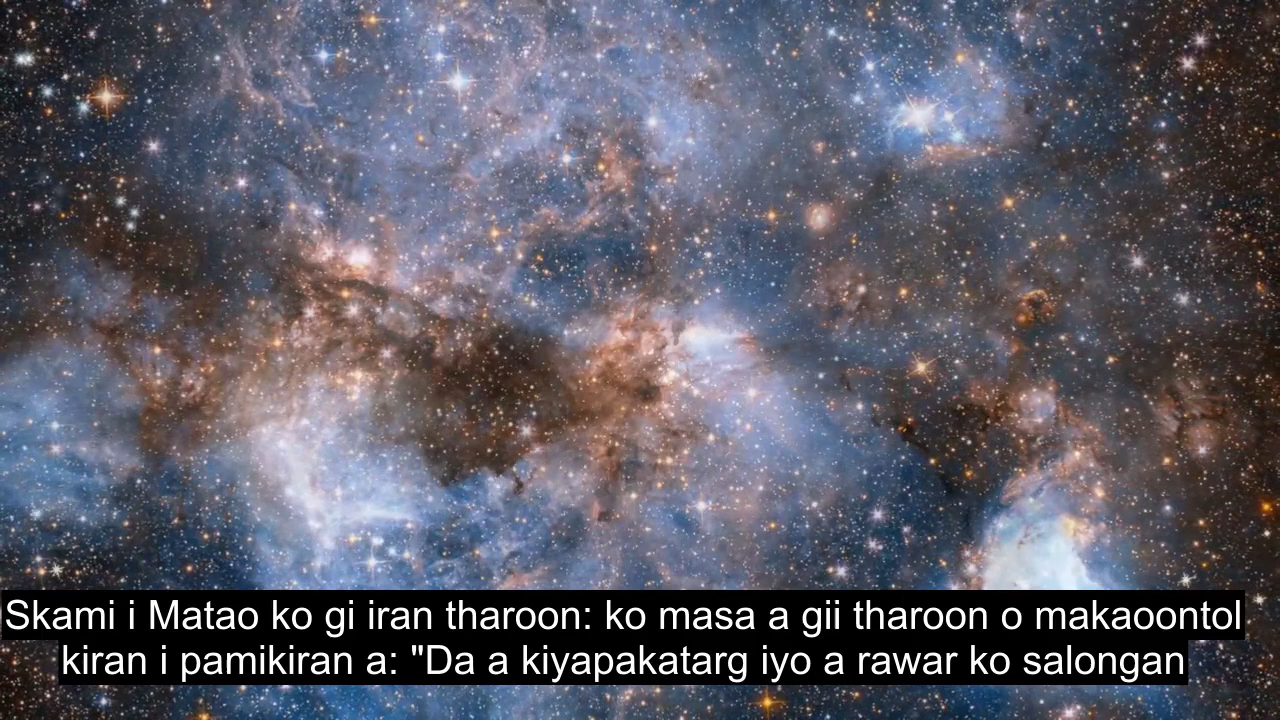 Skami i Matao ko gi iran tharoon: ko masa a gii tharoon o makaoontol
kiran i pamikiran a: "Da a kiyapakatarg iyo a rawar ko salongan